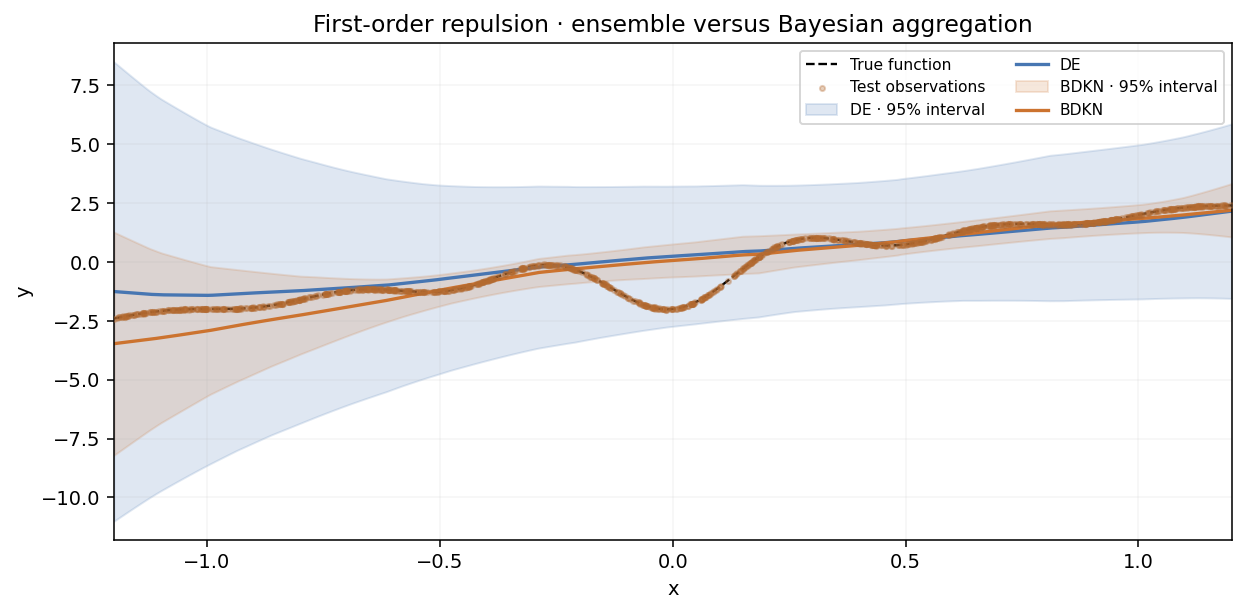 First-order repulsion · ensemble versus Bayesian aggregation
True function
Test observations
DE · 95% interval
DE
BDKN · 95% interval
BDKN
7.5
5.0
2.5
0.0
−2.5
−5.0
−7.5
−10.0
y
−1.0
−0.5
0.0
0.5
1.0
x